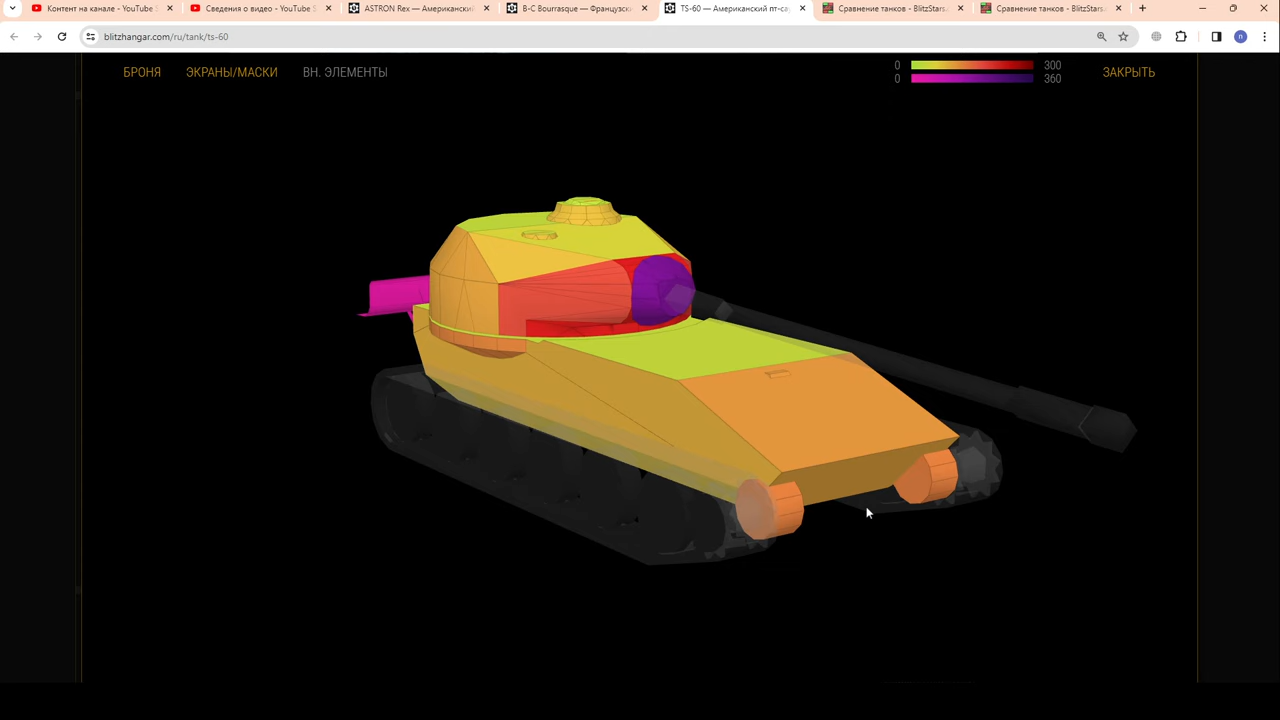 Контент на канале - YouTube S
Сведения о видео - YouTube S
ASTRON Rex — Американский
B-C Bourrasque — Французски
TS-60 — Американский пт-са
Сравнение танков - BlitzStars
Сравнение танков - BlitzStars.
blitzhangar.com/ru/tank/ts-60
n
БРОНЯ
ЭКРАНЫ/МАСКИ
ВН. ЭЛЕМЕНТЫ
0 300
0 360
ЗАКРЫТЬ